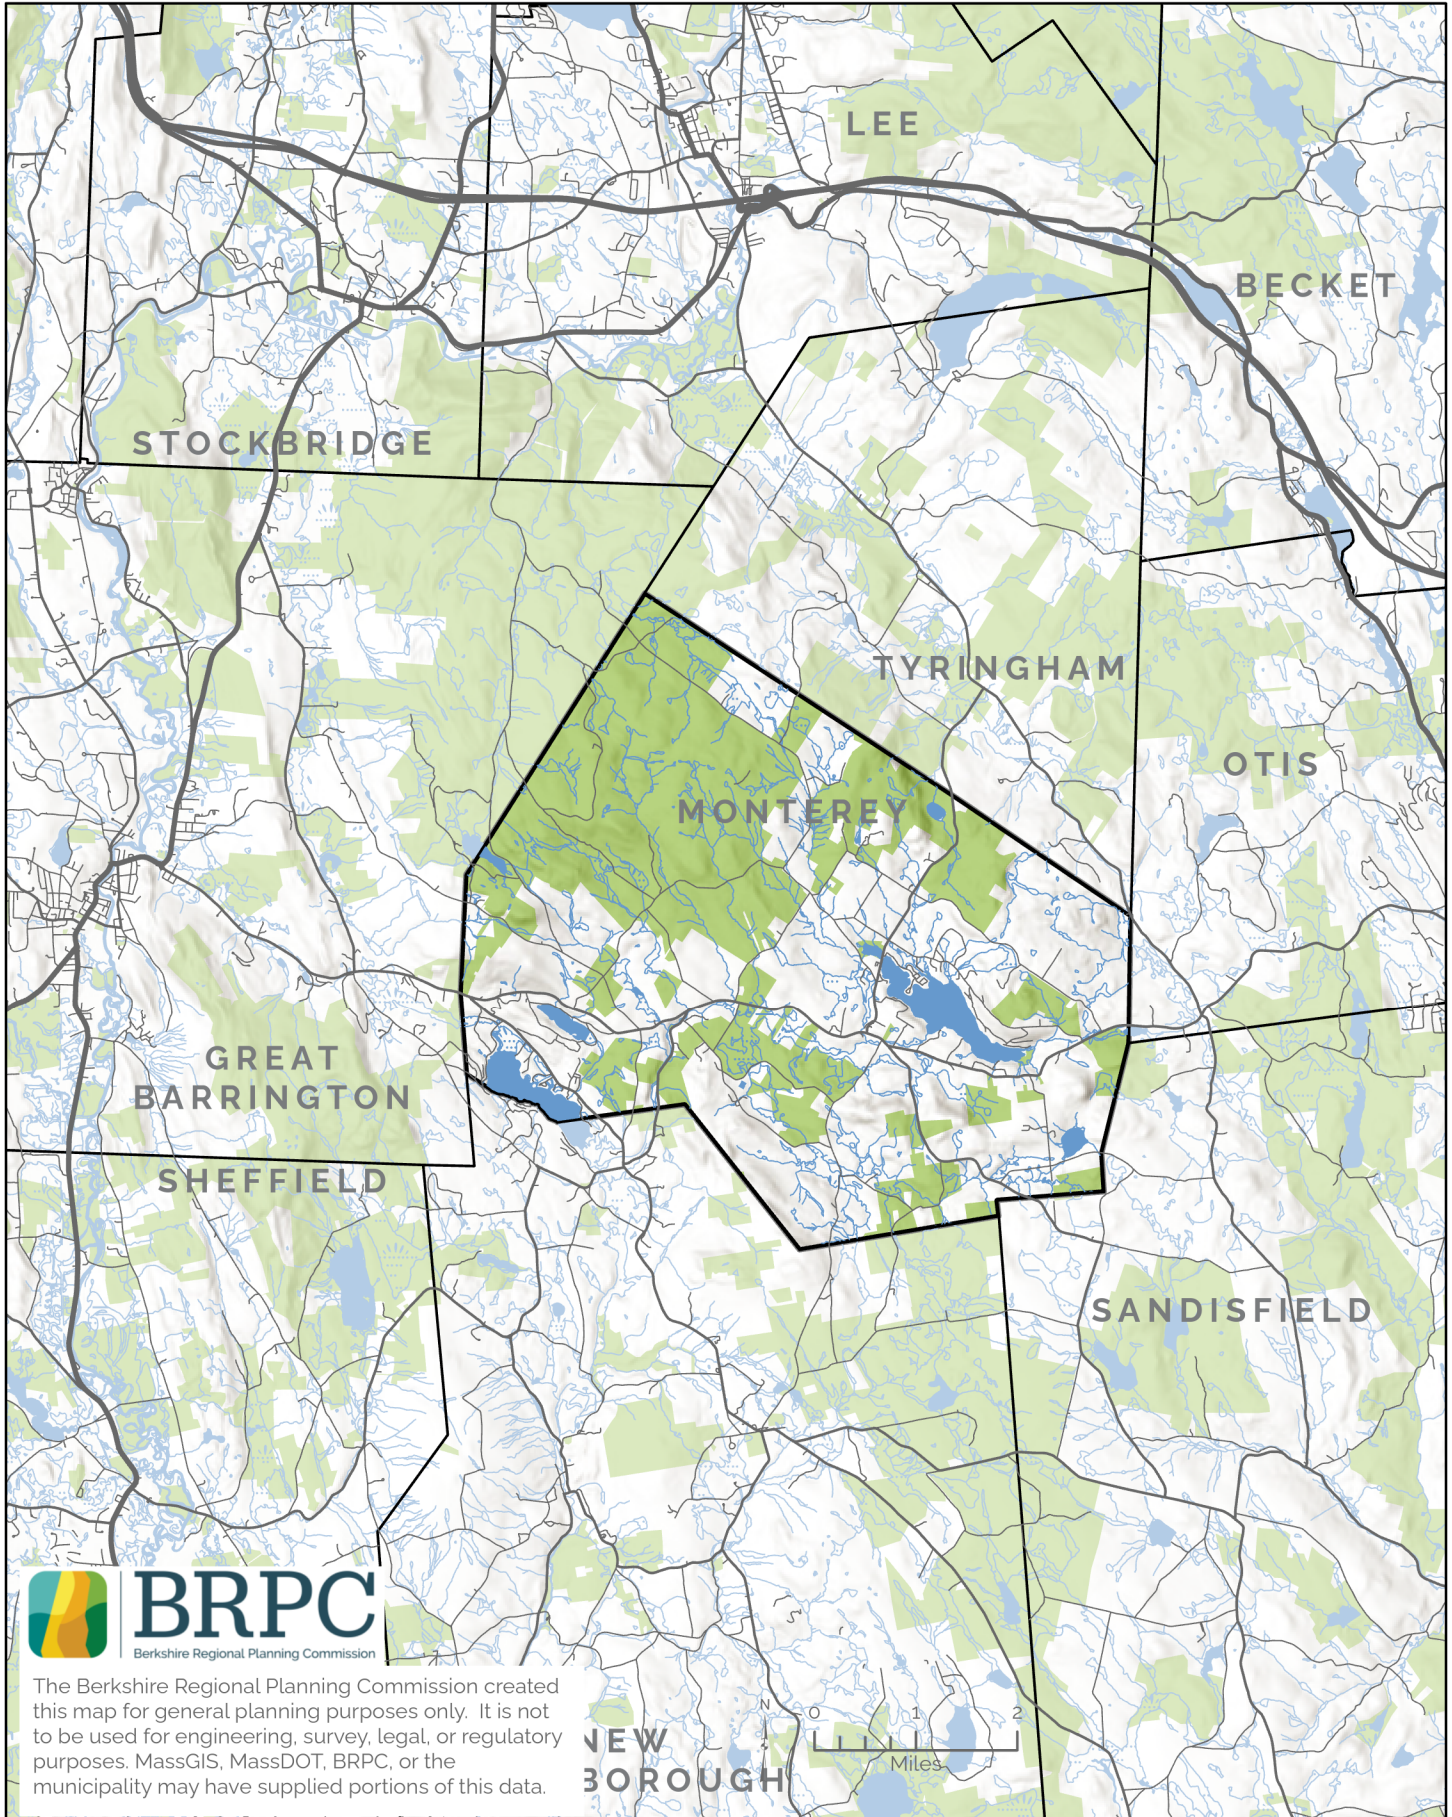 LEE
BECKET
STOCKBRIDGE
TYRINGHAM
OTIS
MONTEREY
GREAT
BARRINGTON
SHEFFIELD
SANDISFIELD
BRPC
Berkshire Regional Planning Commission
The Berkshire Regional Planning Commission created
this map for general planning purposes only. It is not
to be used for engineering, survey, legal, or regulatory
purposes. MassGIS, MassDOT, BRPC, or the
municipality may have supplied portions of this data.
NEW
BOROUGH
N
0 1 2
Miles